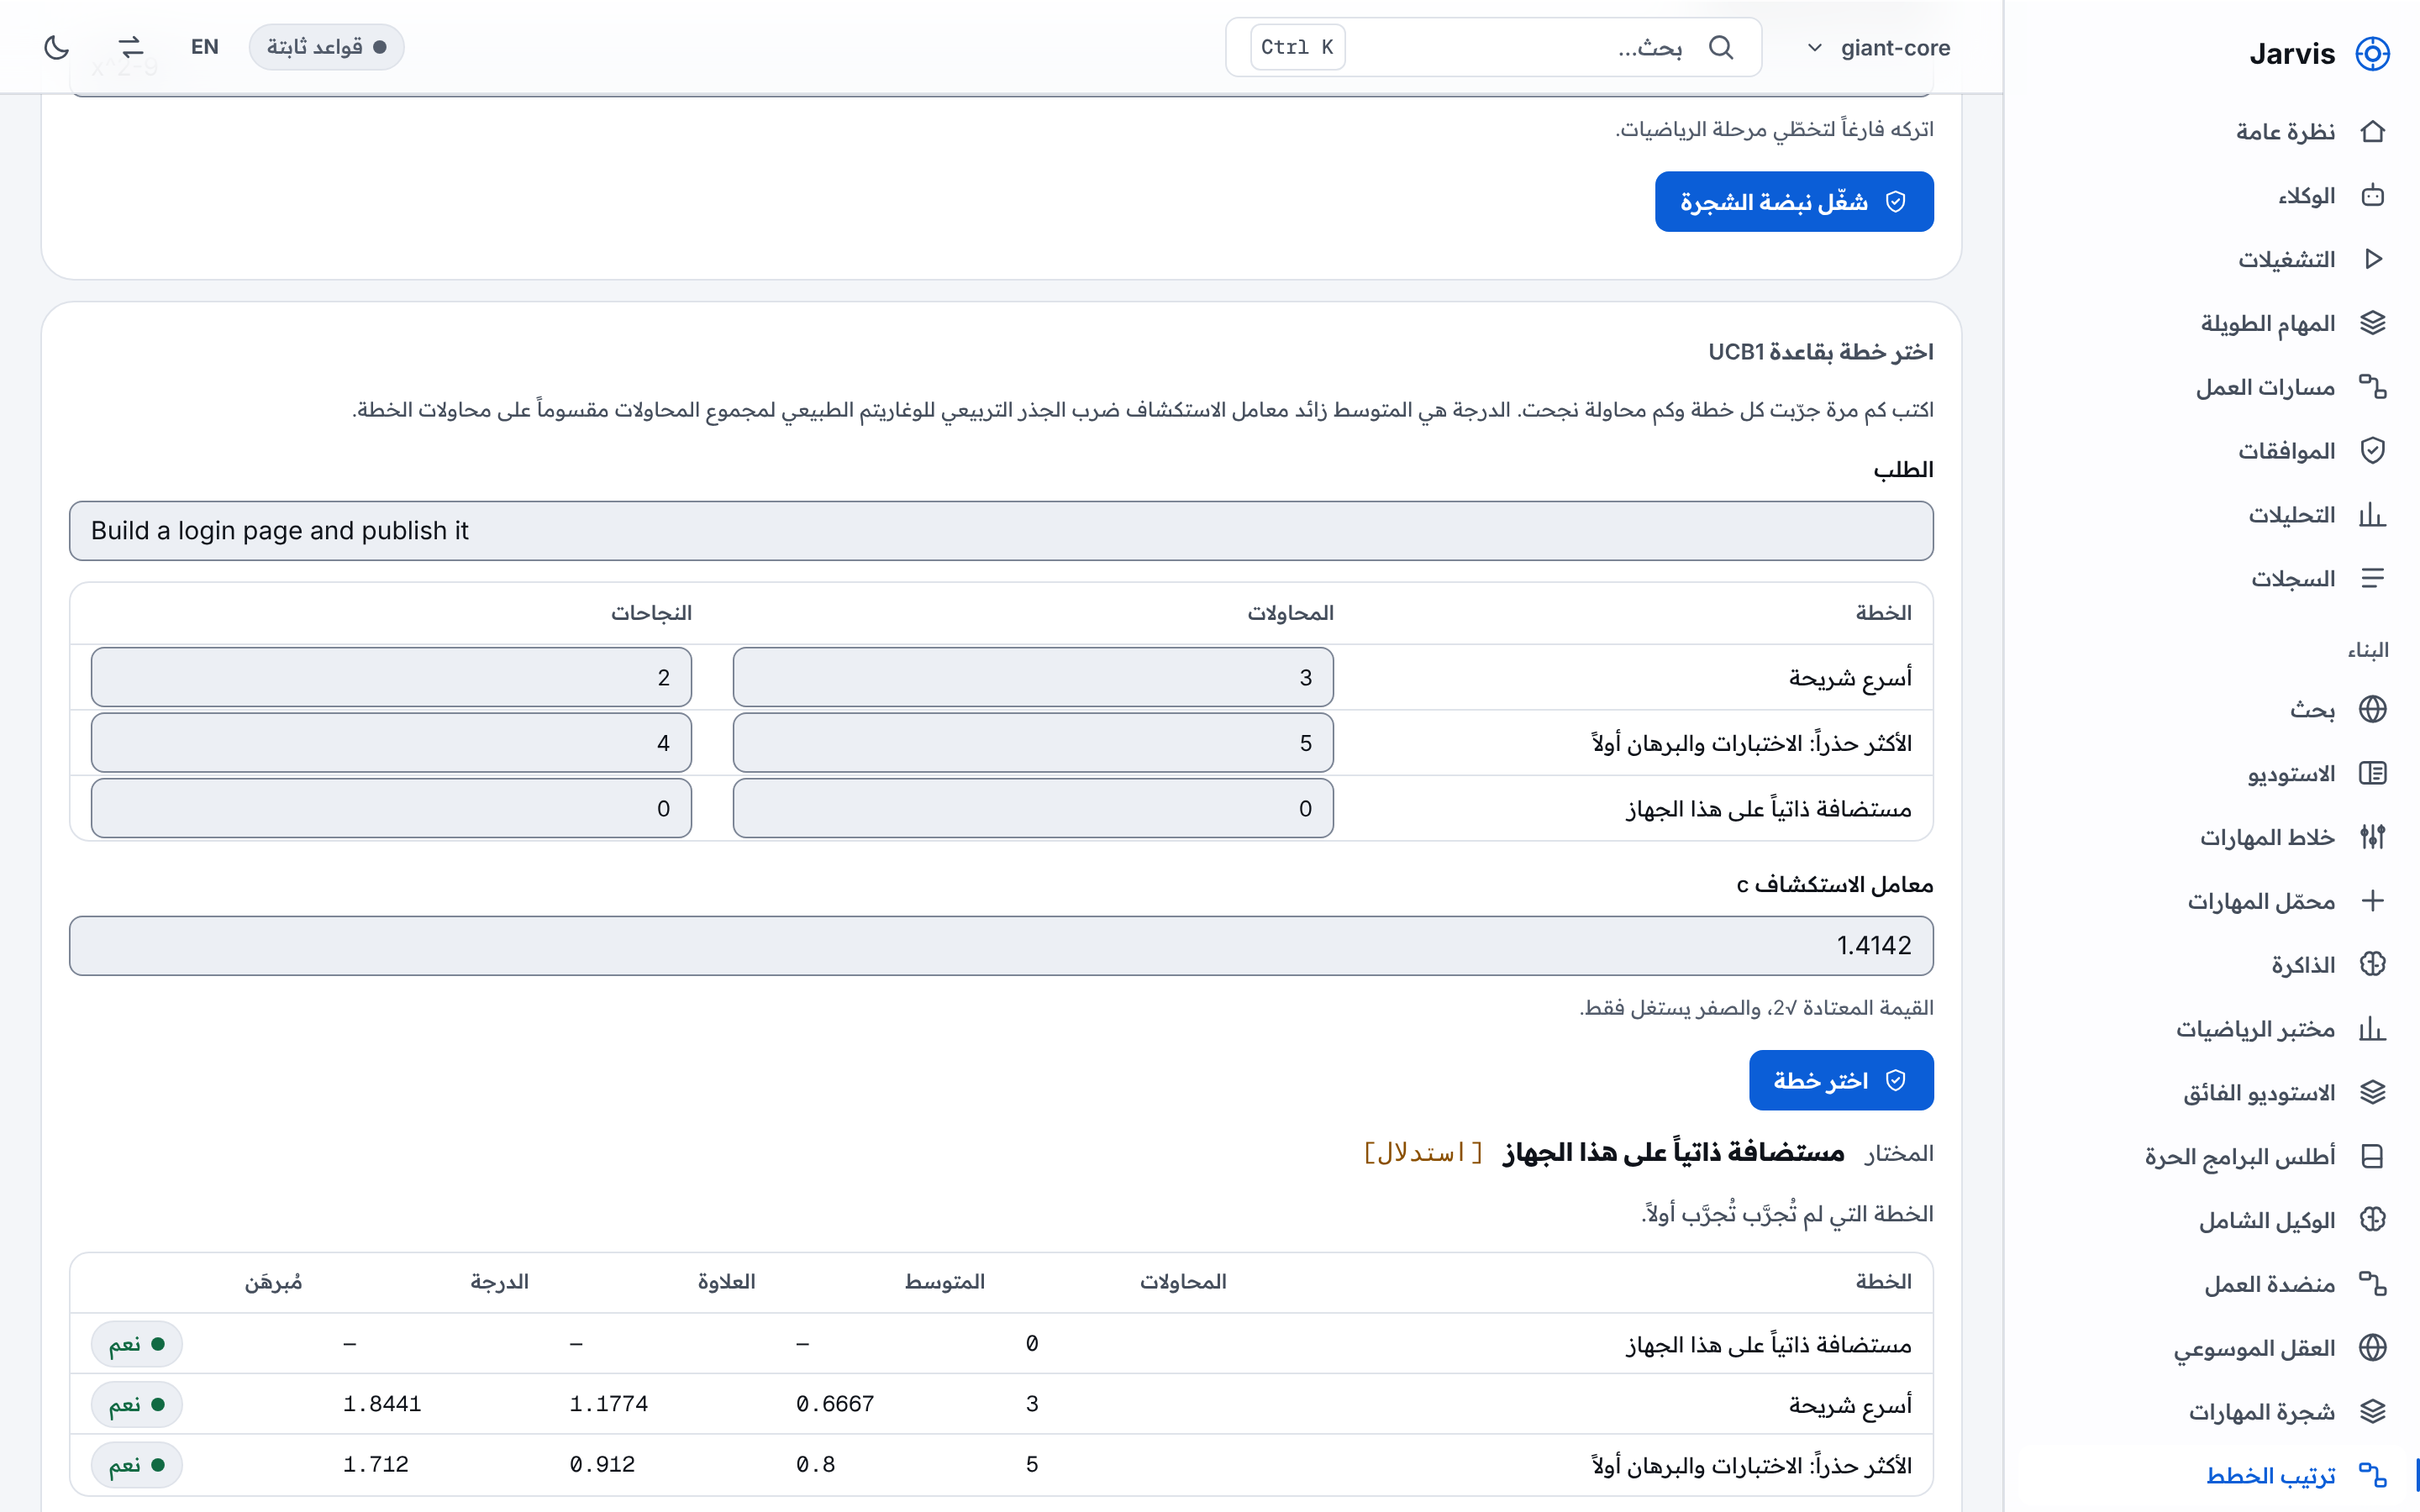 Jarvis
نظرة عامة
الوكلاء
التشغيلات
المهام الطويلة
مسارات العمل
الموافقات
التحليلات
السجلات
البناء
بحث
الاستوديو
خلاط المهارات
محمّل المهارات
الذاكرة
مختبر الرياضيات
الاستوديو الفائق
أطلس البرامج الحرة
الوكيل الشامل
منضدة العمل
العقل الموسوعي
شجرة المهارات
ترتيب الخطط
giant-core
بحث... Ctrl K
قواعد ثابتة
EN
x^2-9
اتركه فارغاً لتخطّي مرحلة الرياضيات.
شغّل نبضة الشجرة
اختر خطة بقاعدة UCB1
اكتب كم مرة جرّبت كل خطة وكم محاولة نجحت. الدرجة هي المتوسط زائد معامل الاستكشاف ضرب الجذر التربيعي للوغاريتم الطبيعي لمجموع المحاولات مقسوماً على محاولات الخطة.
الطلب
Build a login page and publish it
الخطة المحاولات النجاحات
أسرع شريحة 3 2
الأكثر حذراً: الاختبارات والبرهان أولاً 5 4
مستضافة ذاتياً على هذا الجهاز 0 0
معامل الاستكشاف c
1.4142
القيمة المعتادة √2، والصفر يستغل فقط.
اختر خطة
المختار مستضافة ذاتياً على هذا الجهاز [استدلال]
الخطة التي لم تُجرَّب تُجرَّب أولاً.
الخطة المحاولات المتوسط العلاوة الدرجة مُبرهَن
مستضافة ذاتياً على هذا الجهاز 0 – – – نعم
أسرع شريحة 3 0.6667 1.1774 1.8441 نعم
الأكثر حذراً: الاختبارات والبرهان أولاً 5 0.8 0.912 1.712 نعم